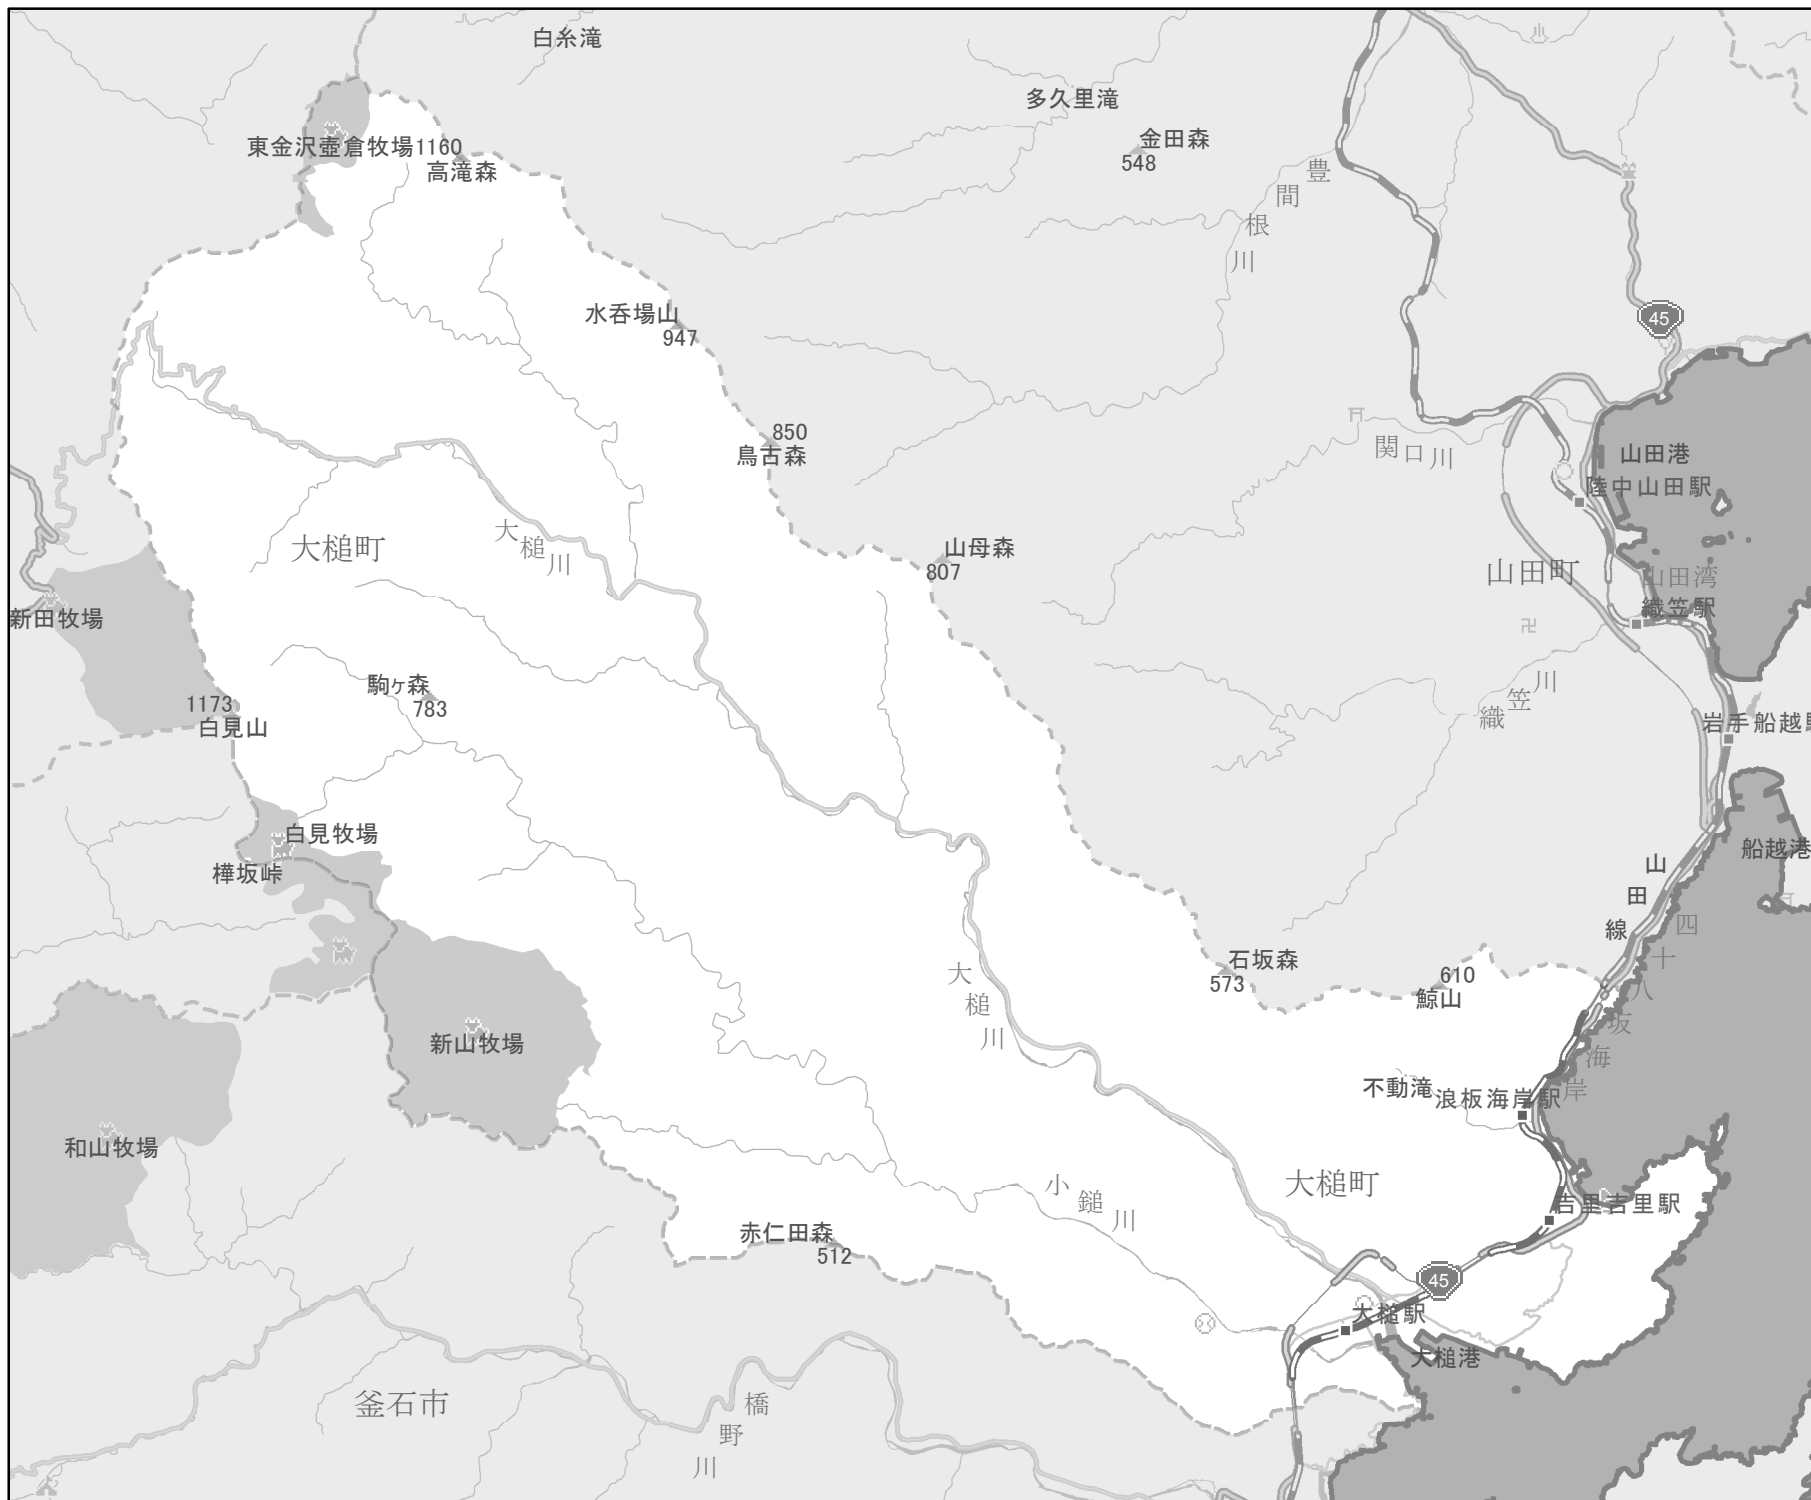 白糸滝
多久里滝
金田森
548
東金沢壺倉牧場
1160
高滝森
豊間根川
水呑場山
947
45
850
鳥古森
関口川
山田港
陸中山田駅
大槌町
大槌川
山母森
807
山田町
山田湾
織笠駅
新田牧場
駒ヶ森
783
織笠川
1173
白見山
岩手船越駅
白見牧場
樺坂峠
船越港
山田線
四十八坂海岸
大槌川
石坂森
573
610
鯨山
新山牧場
不動滝
浪板海岸駅
和山牧場
小鎚川
大槌町
吉里吉里駅
赤仁田森
512
45
大槌駅
大槌港
釜石市
橋野川